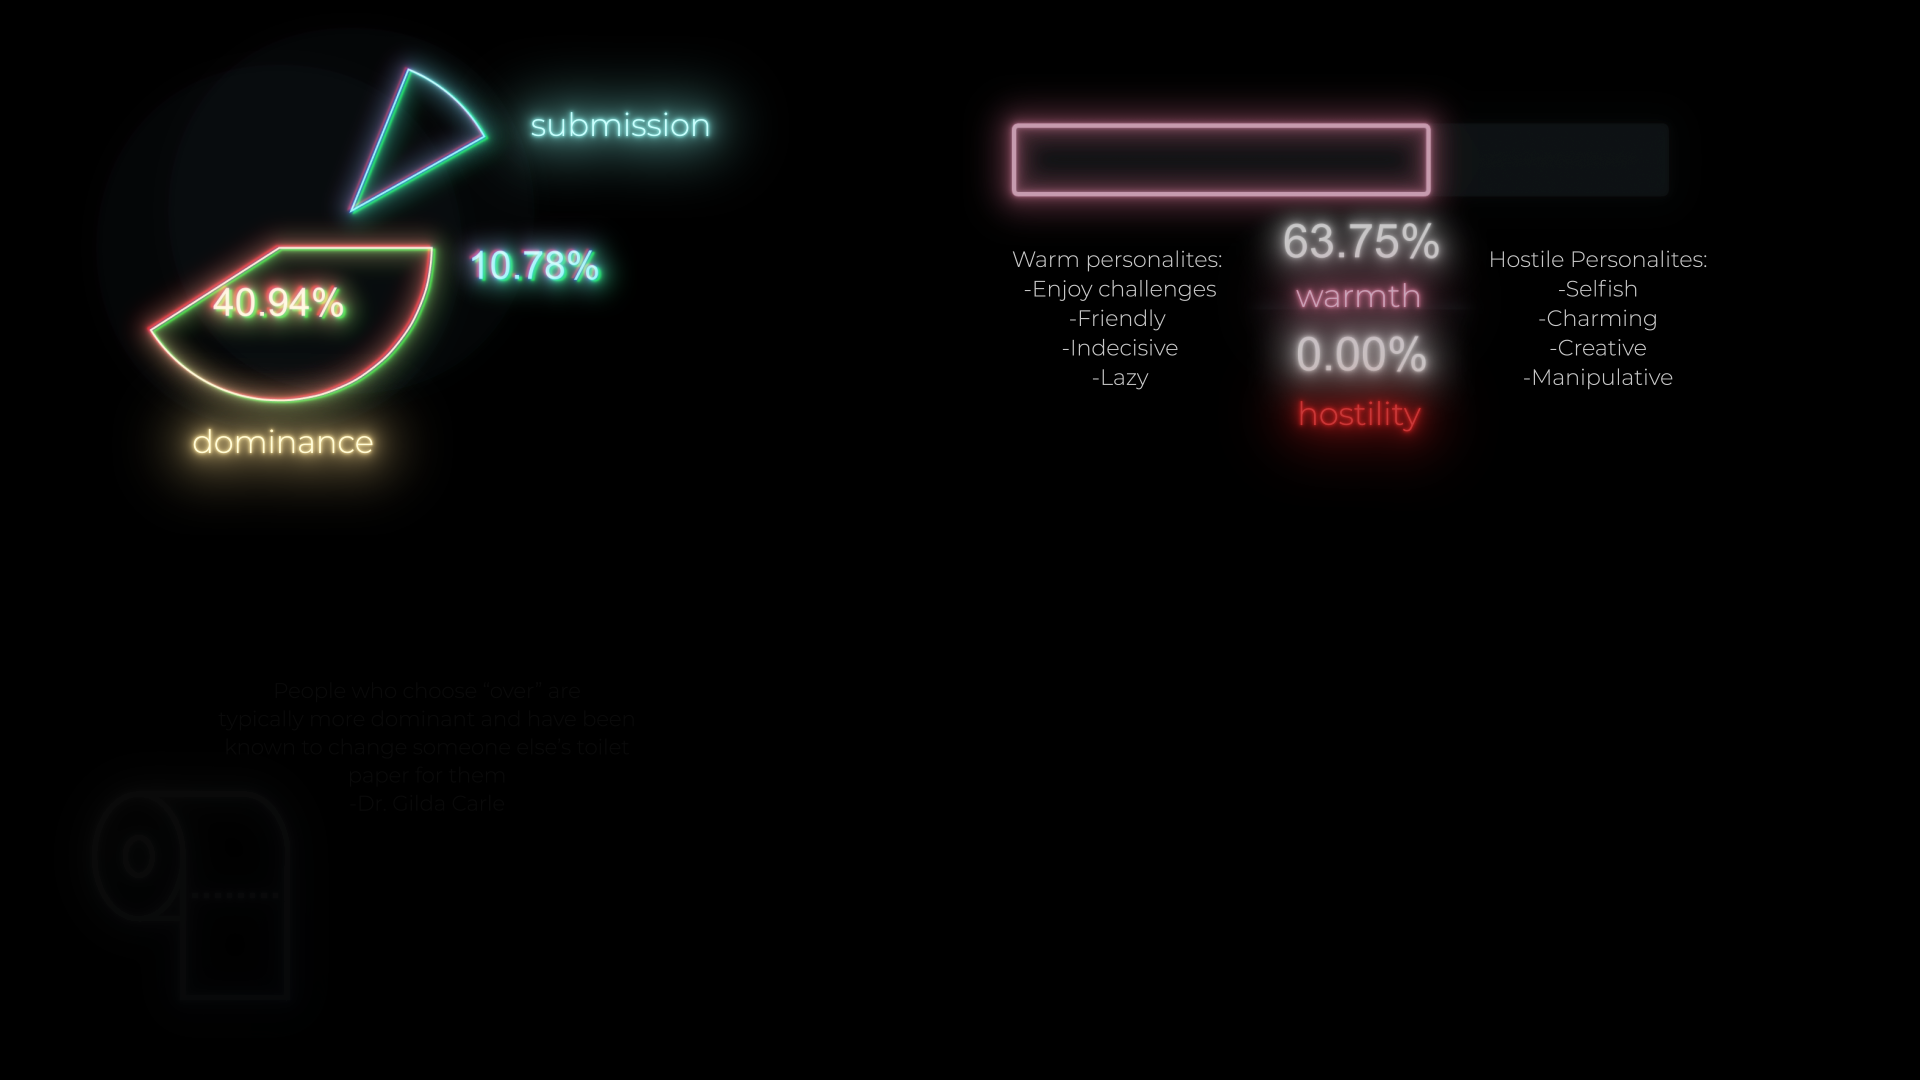 submission
10.78%
40.94%
dominance
63.75%
warmth
0.00%
hostility
Warm personalites:
-Enjoy challenges
-Friendly
-Indecisive
-Lazy
Hostile Personalites:
-Selfish
-Charming
-Creative
-Manipulative
People who choose “over” are
typically more dominant and have been
known to change someone else’s toilet
paper for them
-Dr. Gilda Carle